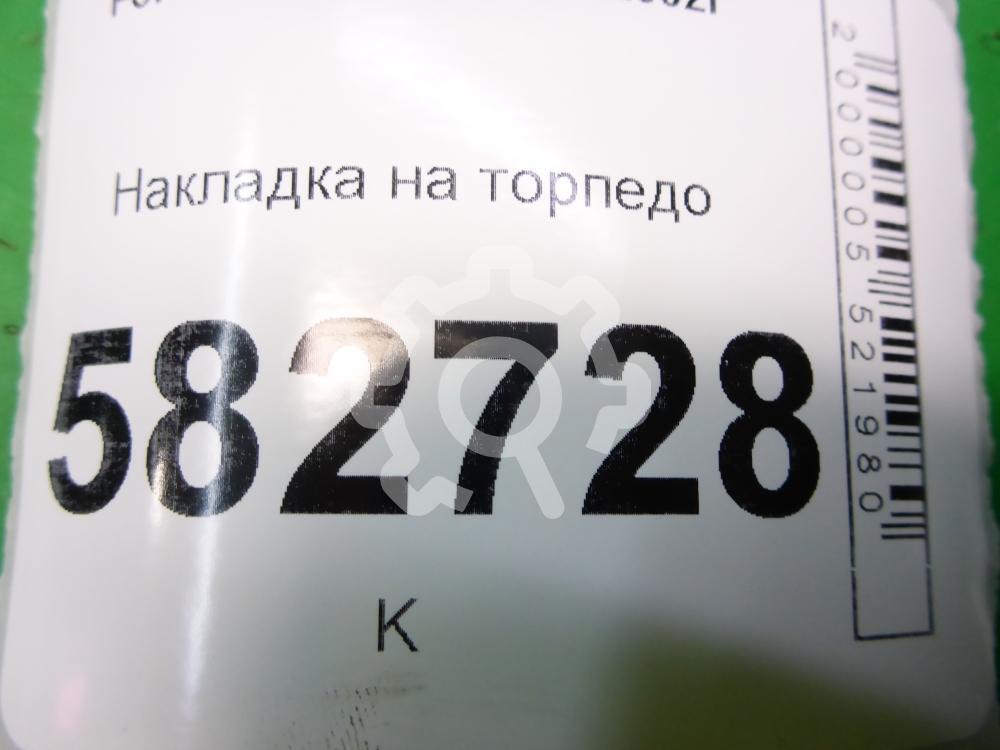 Накладка на торпедо
582728
К
2000005521980